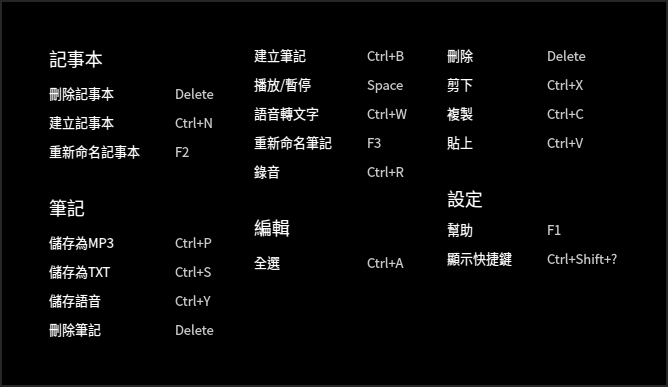 記事本
刪除記事本 Delete
建立記事本 Ctrl+N
重新命名記事本 F2
筆記
儲存為MP3 Ctrl+P
儲存為TXT Ctrl+S
儲存語音 Ctrl+Y
刪除筆記 Delete
建立筆記 Ctrl+B
播放/暫停 Space
語音轉文字 Ctrl+W
重新命名筆記 F3
錄音 Ctrl+R
編輯
全選 Ctrl+A
刪除 Delete
剪下 Ctrl+X
複製 Ctrl+C
貼上 Ctrl+V
設定
幫助 F1
顯示快捷鍵 Ctrl+Shift+?